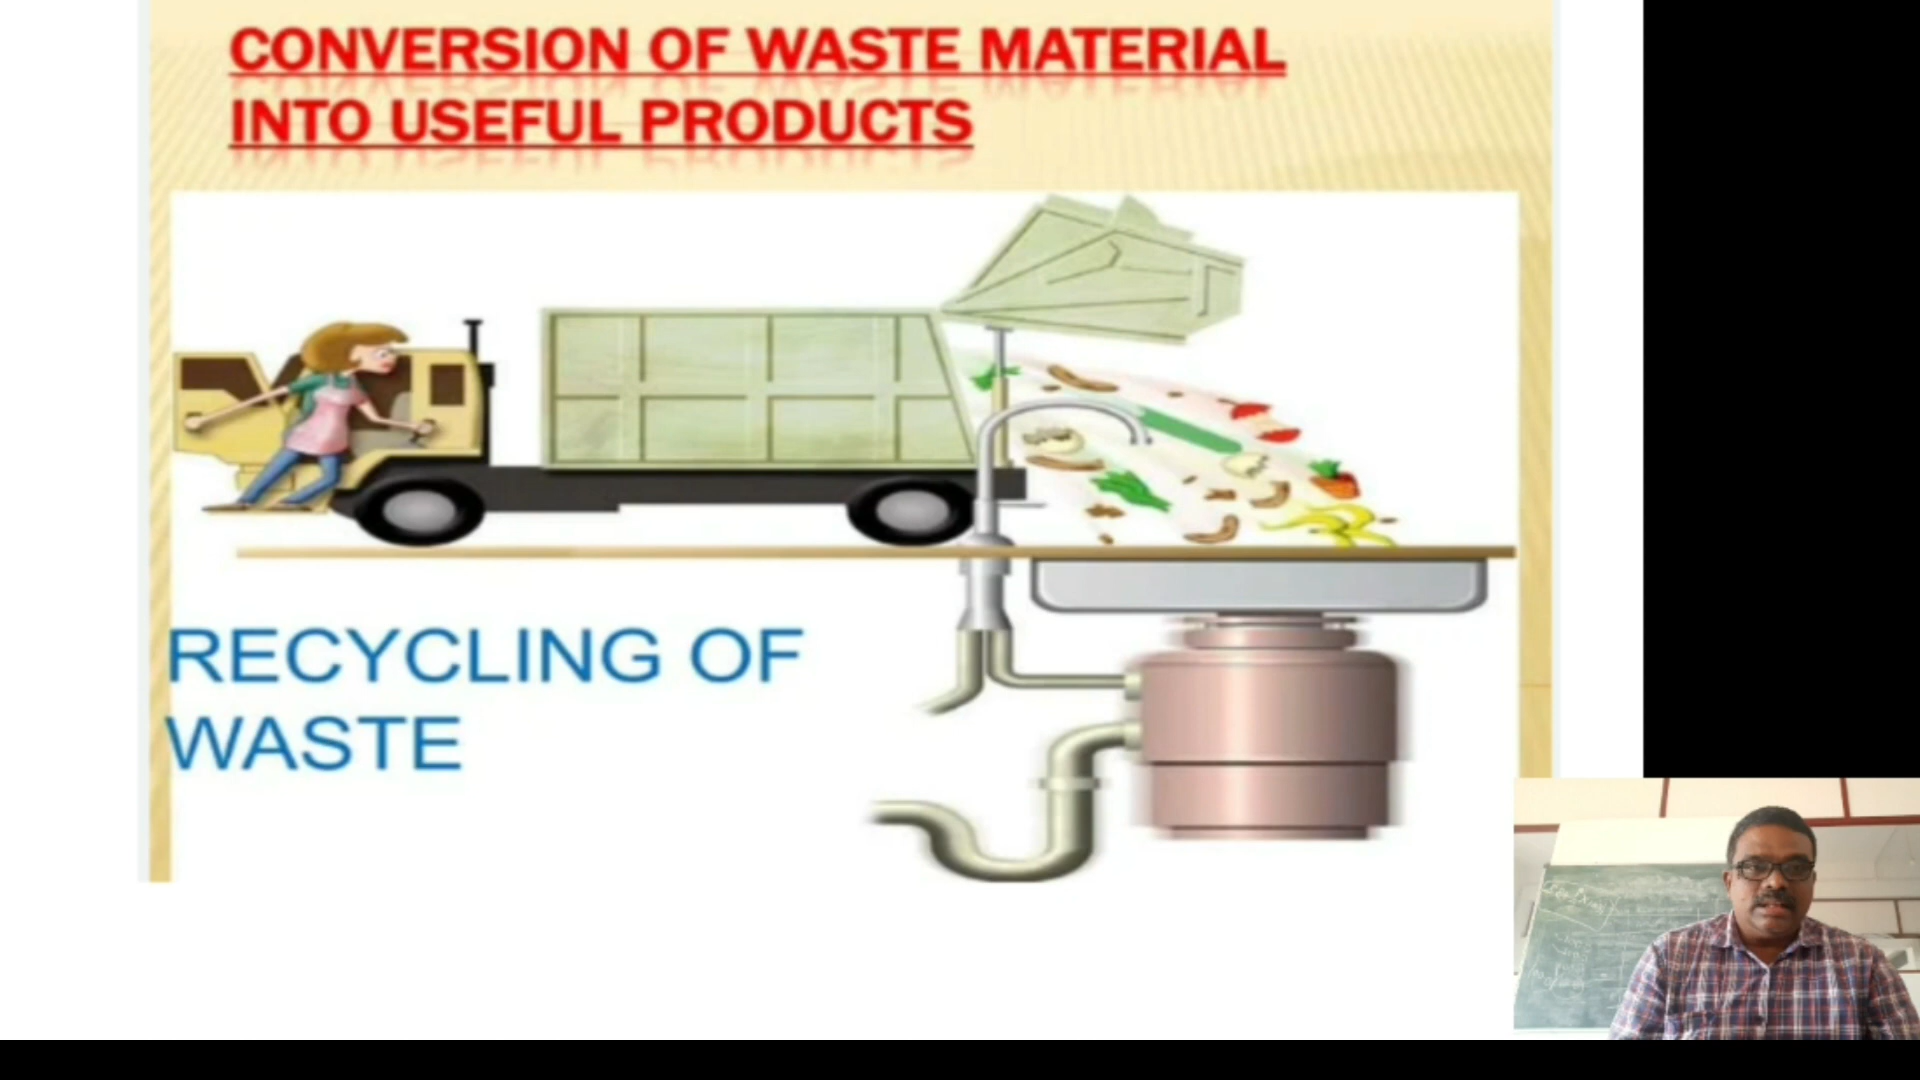 CONVERSION OF WASTE MATERIAL
INTO USEFUL PRODUCTS
RECYCLING OF
WASTE